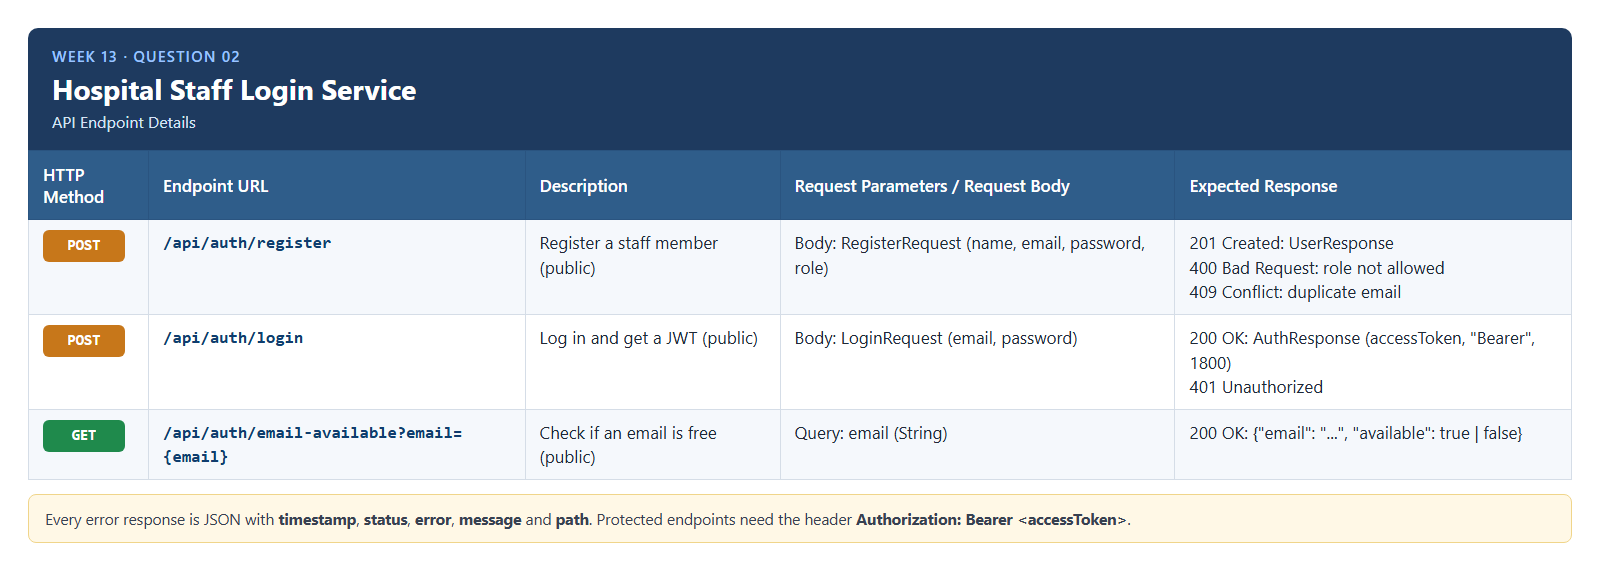 WEEK 13 · QUESTION 02
Hospital Staff Login Service
API Endpoint Details
HTTP
Method
Endpoint URL
Description
Request Parameters / Request Body
Expected Response
POST
/api/auth/register
Register a staff member
(public)
Body: RegisterRequest (name, email, password,
role)
201 Created: UserResponse
400 Bad Request: role not allowed
409 Conflict: duplicate email
POST
/api/auth/login
Log in and get a JWT (public)
Body: LoginRequest (email, password)
200 OK: AuthResponse (accessToken, "Bearer",
1800)
401 Unauthorized
GET
/api/auth/email-available?email=
{email}
Check if an email is free
(public)
Query: email (String)
200 OK: {"email": "...", "available": true | false}
Every error response is JSON with timestamp, status, error, message and path. Protected endpoints need the header Authorization: Bearer <accessToken>.